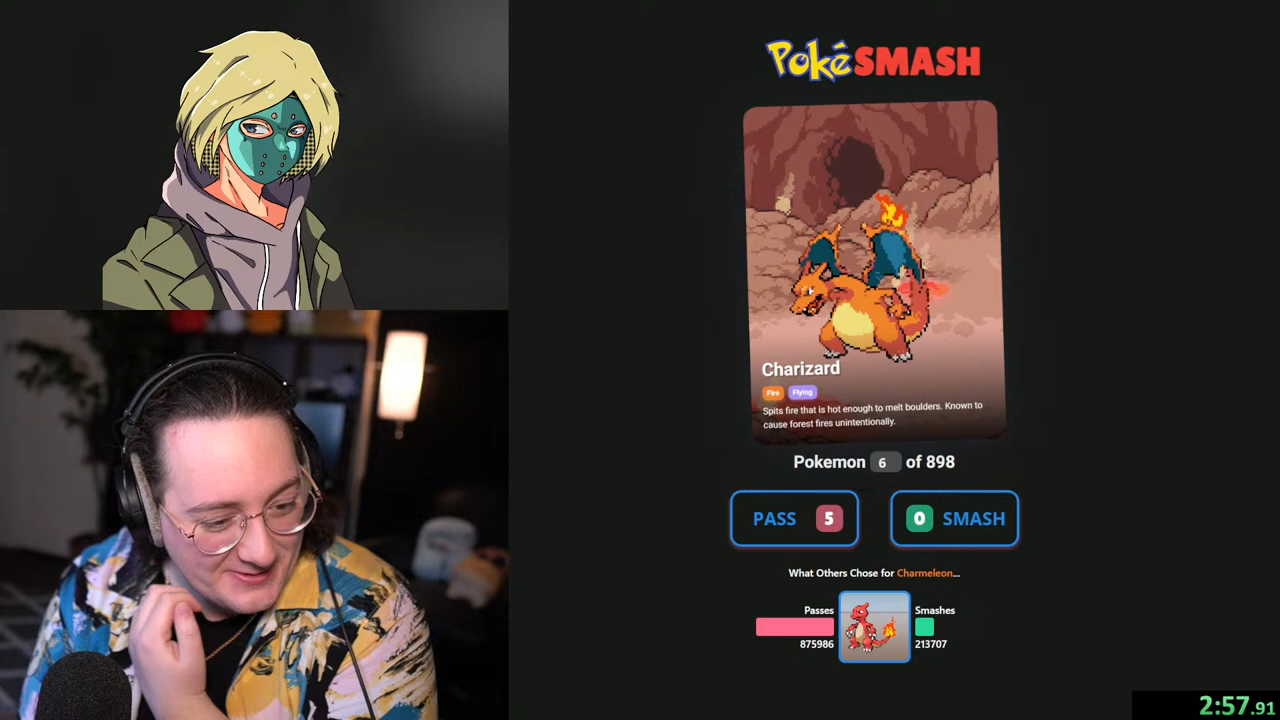 PokéSMASH
Charizard
Fire Flying
Spits fire that is hot enough to melt boulders. Known to
cause forest fires unintentionally.
Pokemon 6 of 898
PASS 5
0 SMASH
What Others Chose for Charmeleon...
Passes
875986
Smashes
213707
2:57.91